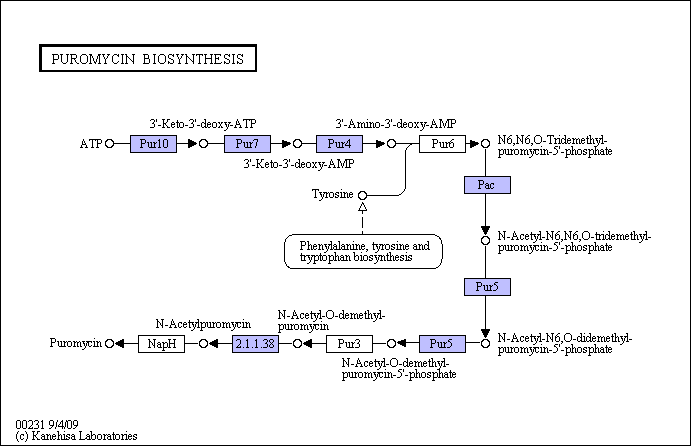 PUROMYCIN BIOSYNTHESIS
3'-Keto-3'-deoxy-ATP
3'-Amino-3'-deoxy-AMP
ATP
Pur10
Pur7
Pur4
Pur6
N6,N6,O-Tridemethyl-
puromycin-5'-phosphate
3'-Keto-3'-deoxy-AMP
Pac
Tyrosine
Phenylalanine, tyrosine and
tryptophan biosynthesis
N-Acetyl-N6,N6,O-tridemethyl-
puromycin-5'-phosphate
Pur5
N-Acetyl-O-demethyl-
puromycin
N-Acetylpuromycin
Puromycin
NapH
2.1.1.38
Pur3
Pur5
N-Acetyl-N6,O-didemethyl-
puromycin-5'-phosphate
N-Acetyl-O-demethyl-
puromycin-5'-phosphate
00231 9/4/09
(c) Kanehisa Laboratories